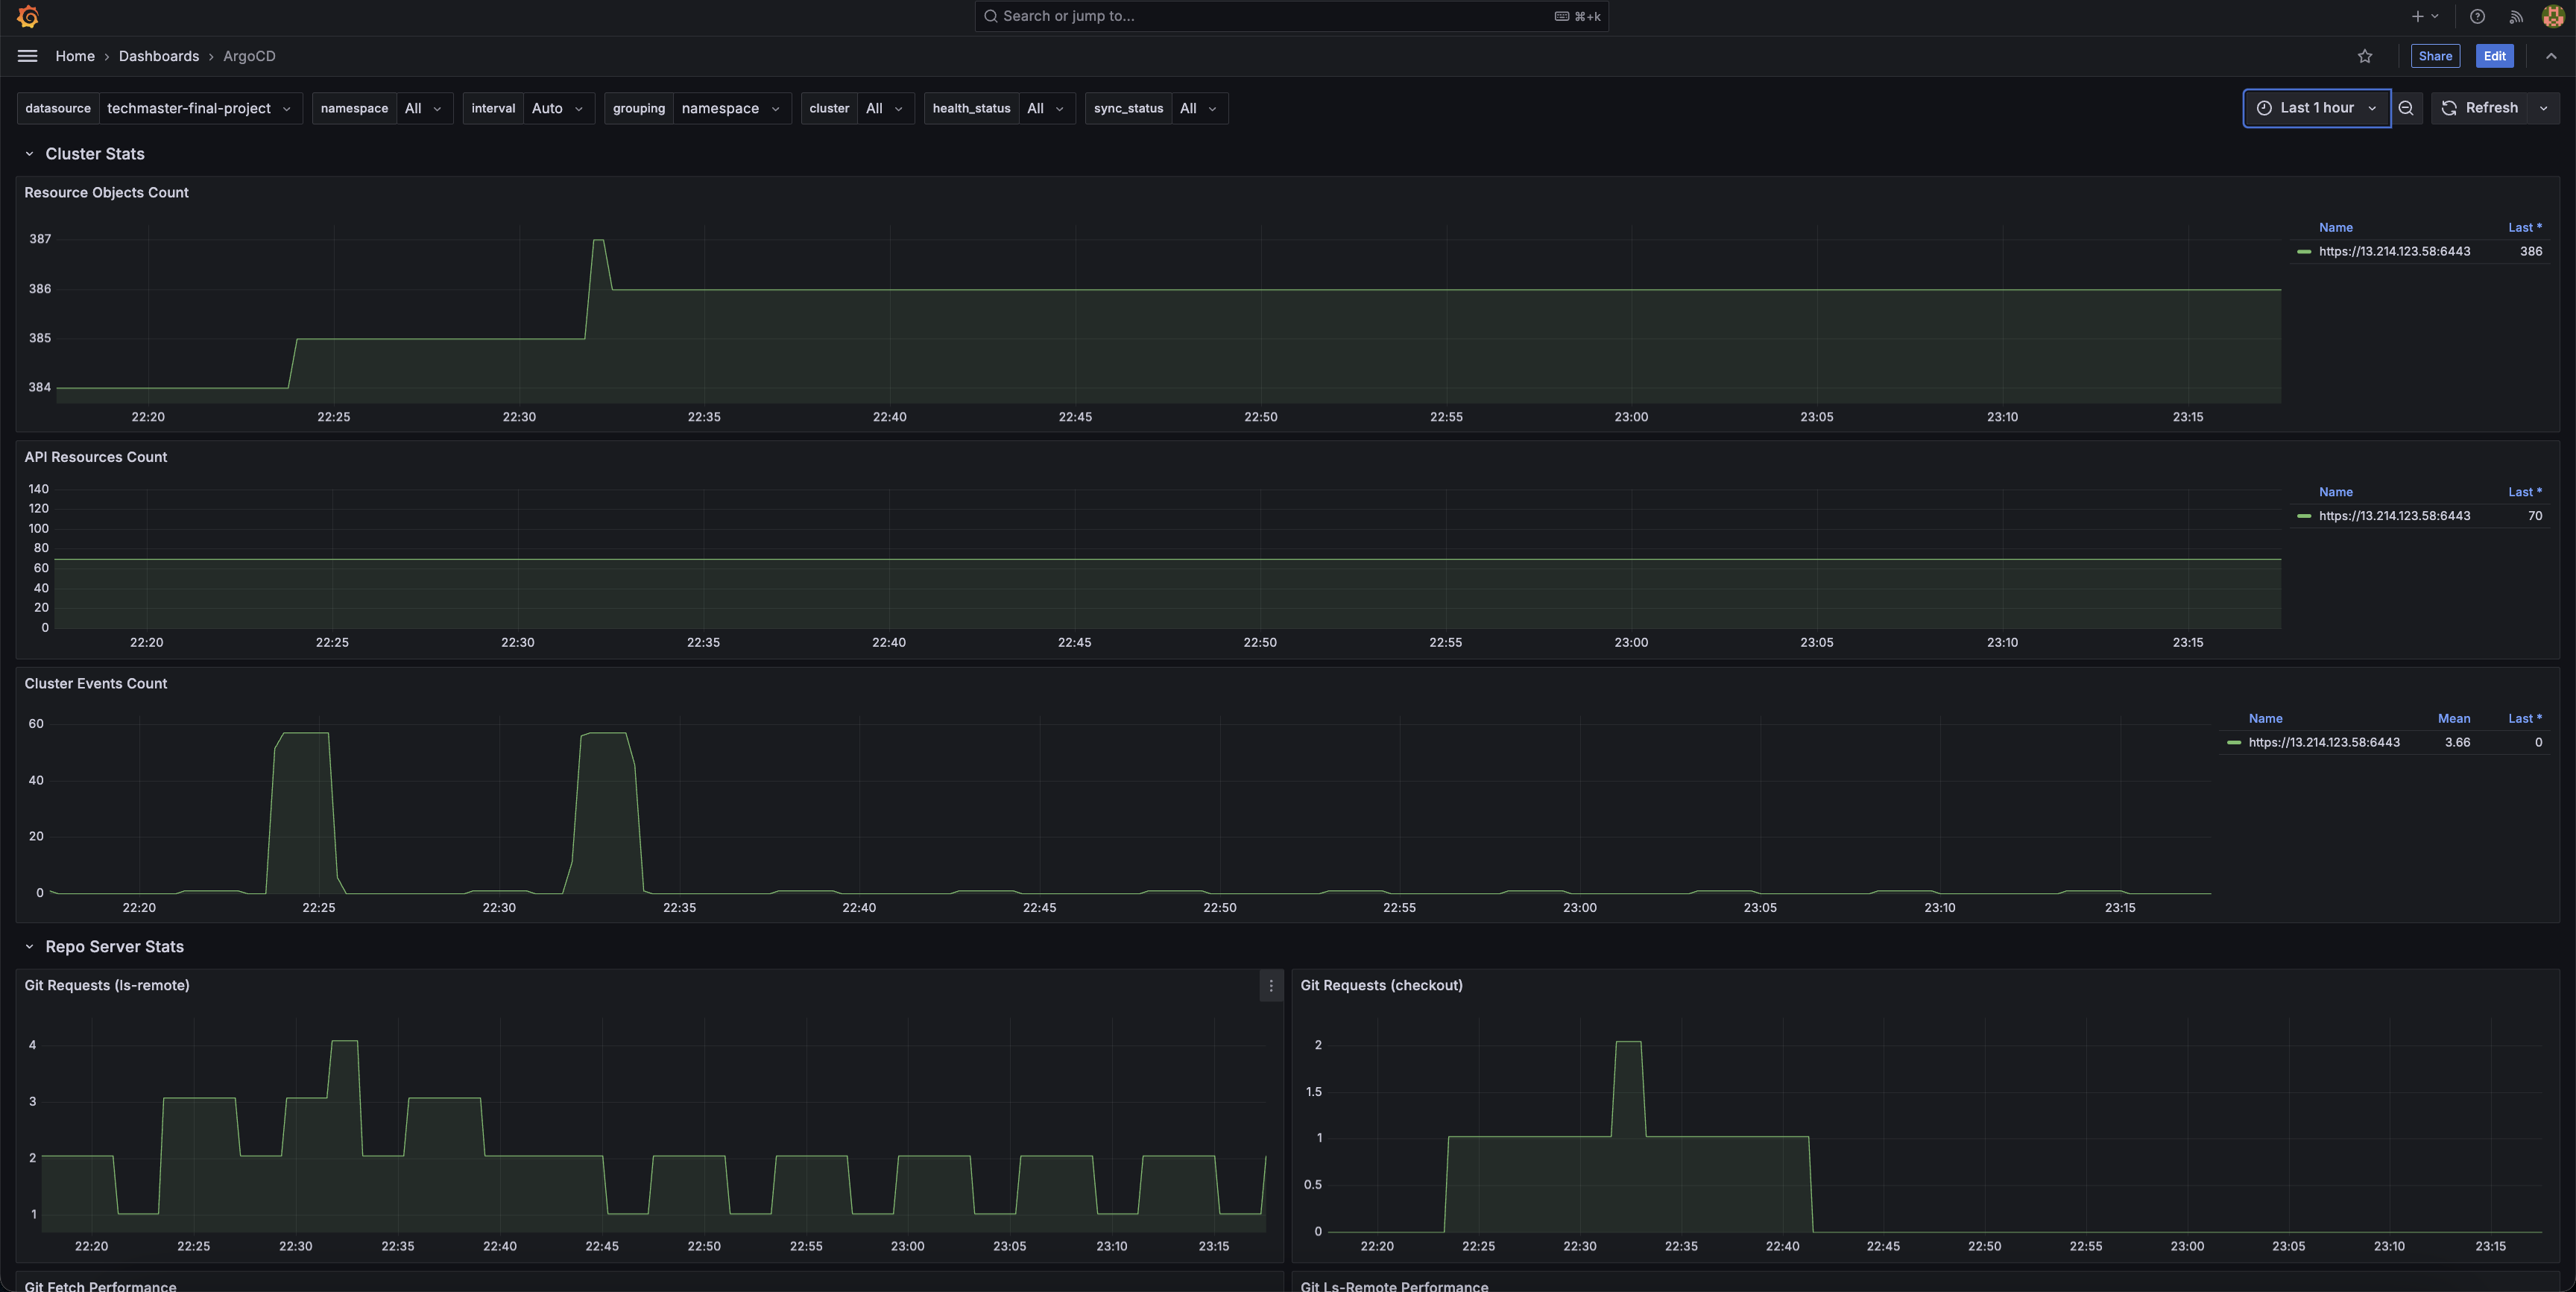 Search or jump to... ⌘+k
Home › Dashboards › ArgoCD Share Edit
datasource techmaster-final-project namespace All interval Auto grouping namespace cluster All health_status All sync_status All Last 1 hour Refresh
Cluster Stats
Resource Objects Count
Name Last *
https://13.214.123.58:6443 386
387
386
385
384
22:20 22:25 22:30 22:35 22:40 22:45 22:50 22:55 23:00 23:05 23:10 23:15
API Resources Count
Name Last *
https://13.214.123.58:6443 70
140
120
100
80
60
40
20
0
22:20 22:25 22:30 22:35 22:40 22:45 22:50 22:55 23:00 23:05 23:10 23:15
Cluster Events Count
Name Mean Last *
https://13.214.123.58:6443 3.66 0
60
40
20
0
22:20 22:25 22:30 22:35 22:40 22:45 22:50 22:55 23:00 23:05 23:10 23:15
Repo Server Stats
Git Requests (ls-remote)
4
3
2
1
22:20 22:25 22:30 22:35 22:40 22:45 22:50 22:55 23:00 23:05 23:10 23:15
Git Requests (checkout)
2
1.5
1
0.5
0
22:20 22:25 22:30 22:35 22:40 22:45 22:50 22:55 23:00 23:05 23:10 23:15
Git Fetch Performance
Git Ls-Remote Performance